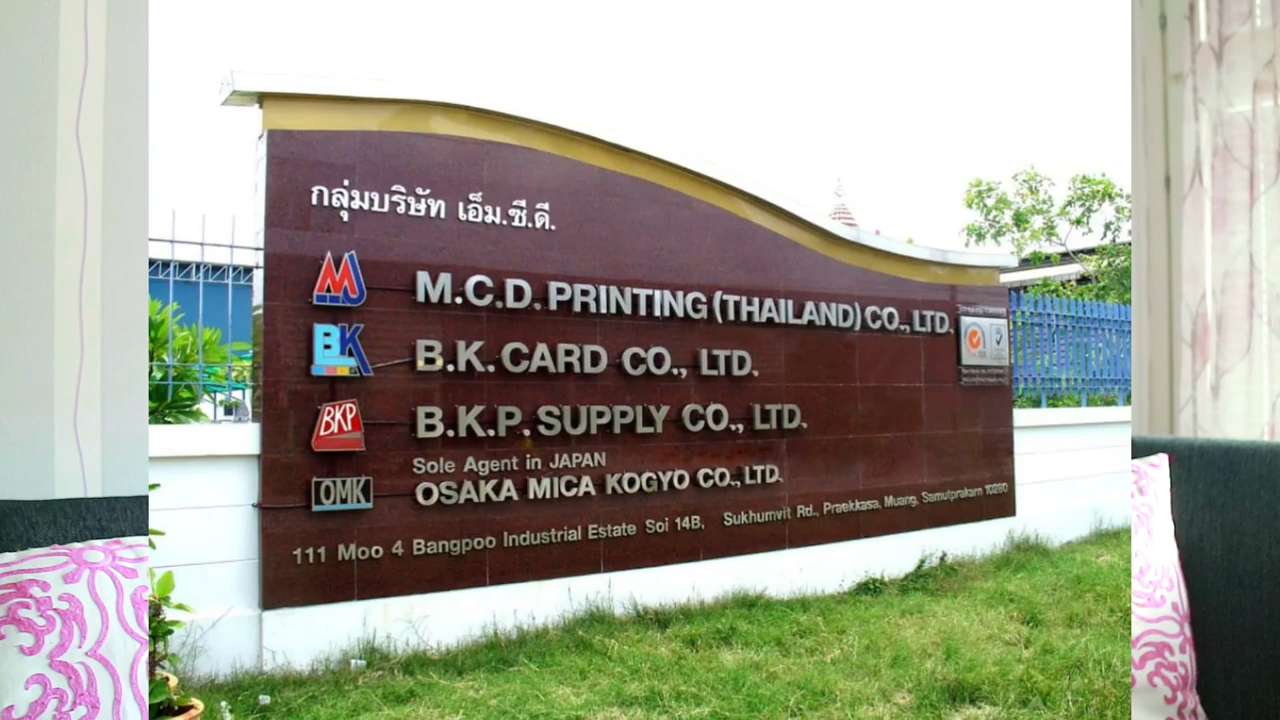 กลุ่มบริษัท เอ็ม.ซี.ดี.
M.C.D. PRINTING (THAILAND) CO., LTD.
BK
B.K. CARD CO., LTD.
BKP
B.K.P. SUPPLY CO., LTD.
Sole Agent in JAPAN
OMK
OSAKA MICA KOGYO CO., LTD.
111 Moo 4 Bangpoo Industrial Estate Soi 14B, Sukhumvit Rd., Praekkasa, Muang, Samutprakarn 10280